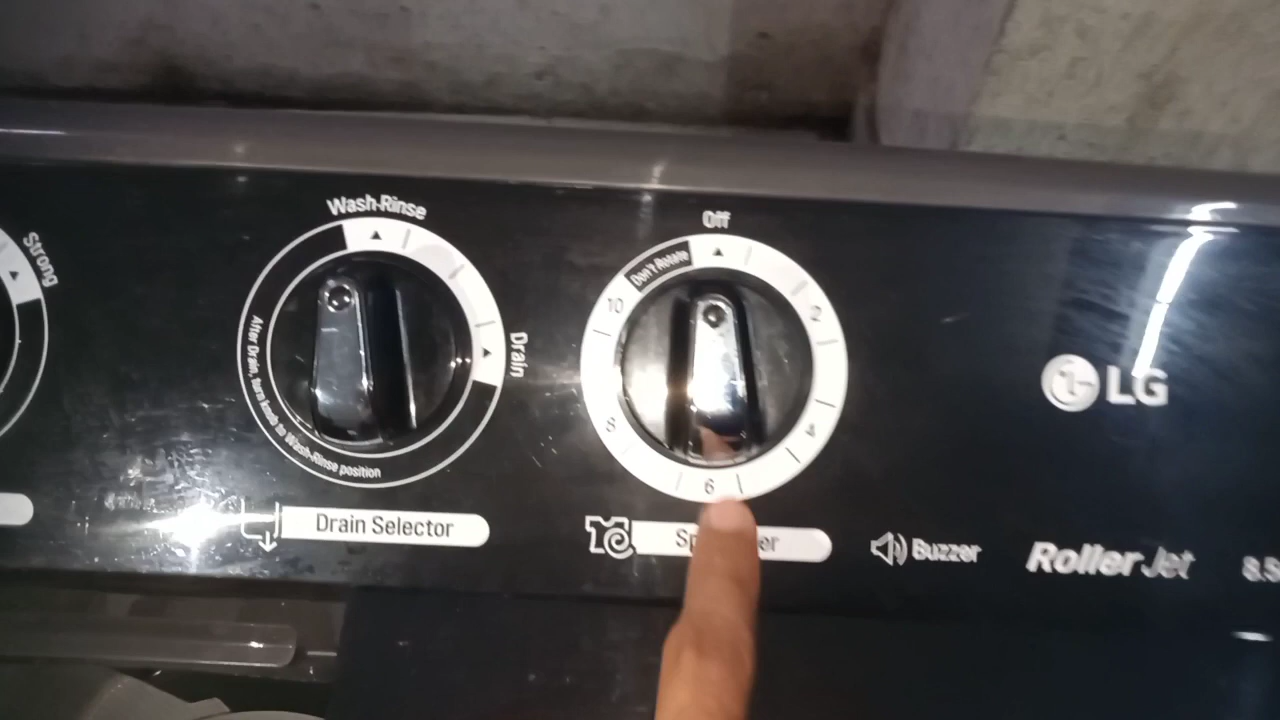 Strong
Wash-Rinse
Drain
After Drain, turn knob to Wash-Rinse position
Drain Selector
Off
Don't Rotate
2
4
6
8
10
LG
Buzzer
Roller Jet